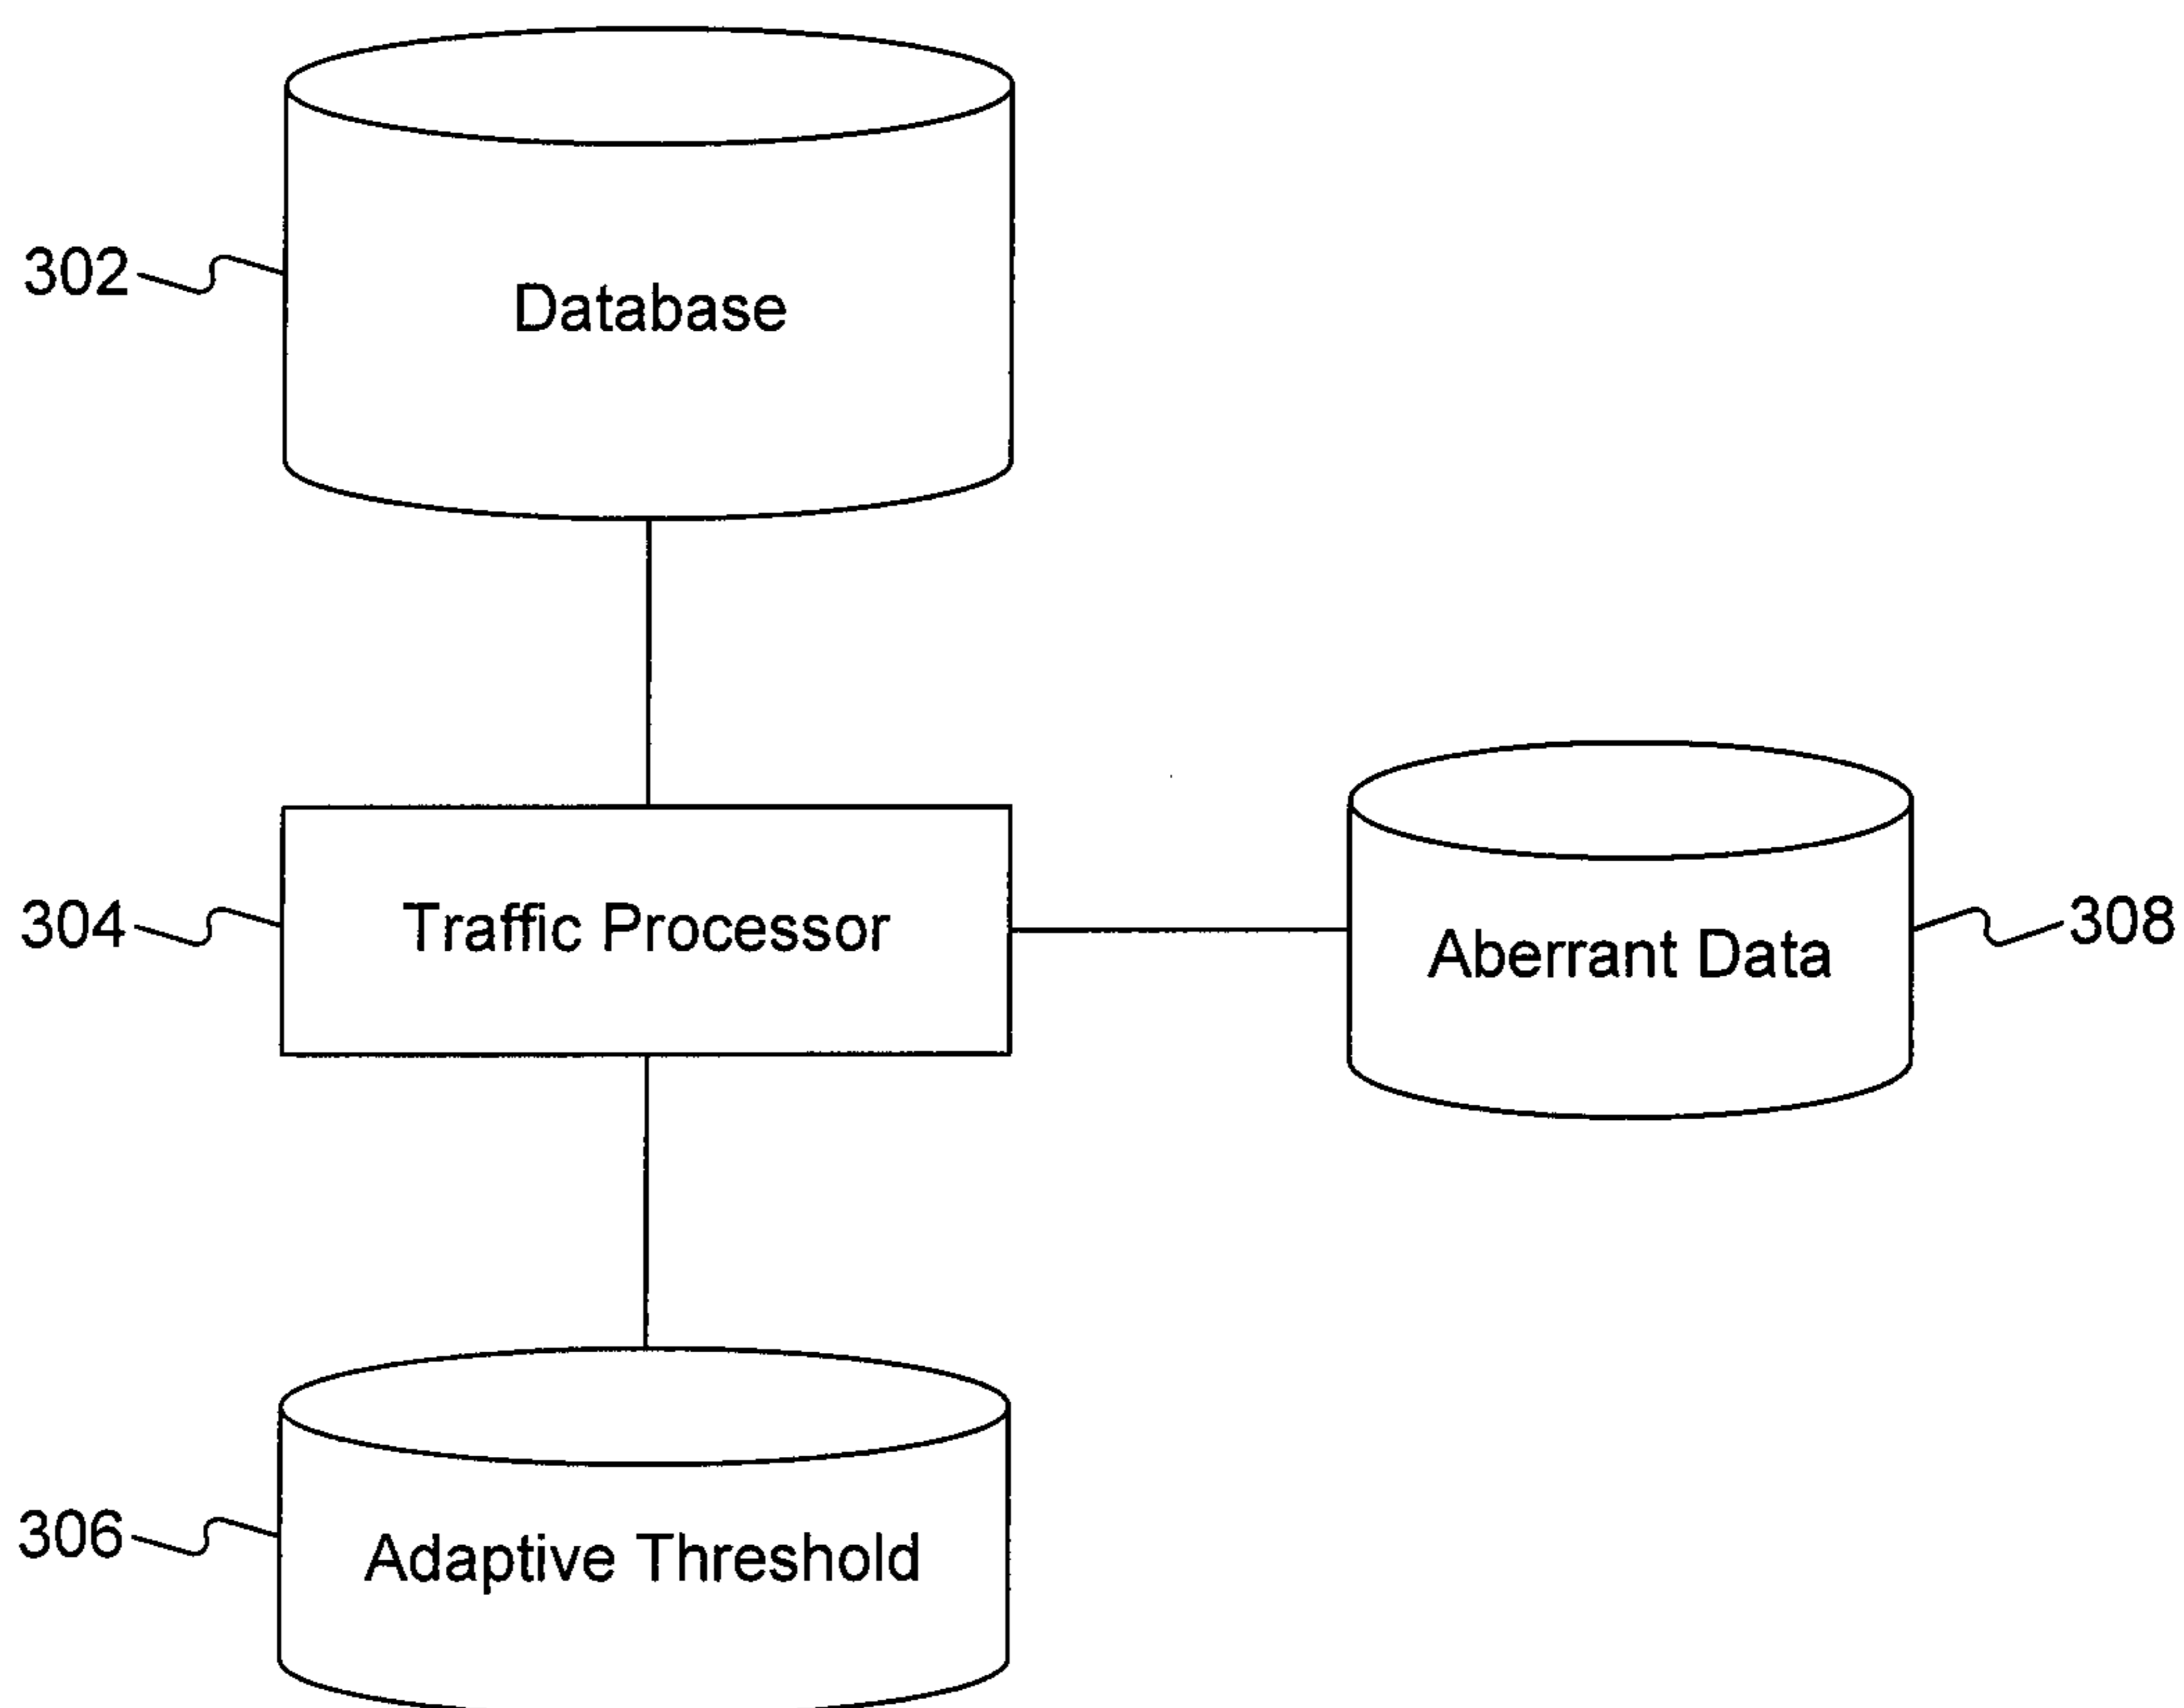 302
Database
304
Traffic Processor
Aberrant Data
308
306
Adaptive Threshold